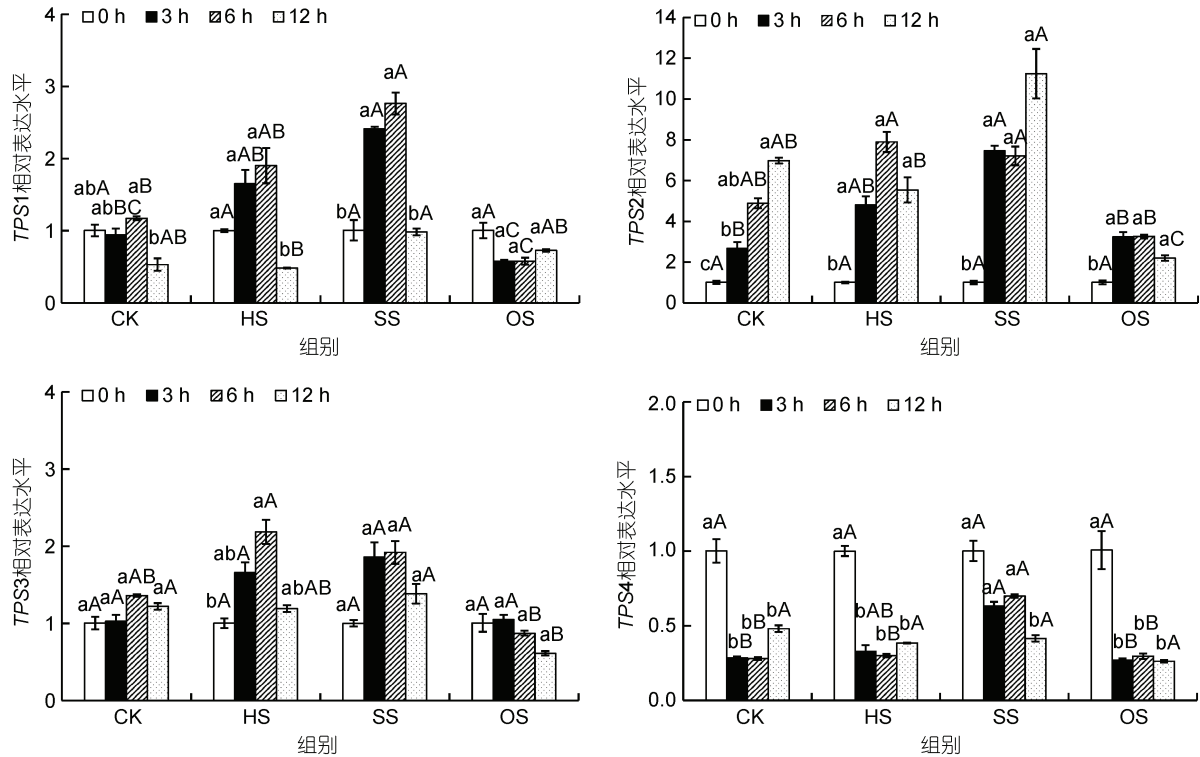 4
□0 h ■3 h ▨6 h 12 h
3
2
1
0
TPS1相对表达水平
abA
abBC
aB
bAB
aA
aAB
aAB
bB
bA
aA
aA
bA
aA
aC
aC
aAB
CK HS SS OS
组别
14
□0 h ■3 h ▨6 h 12 h
12
10
8
6
4
2
0
TPS2相对表达水平
cA
bB
abAB
aAB
bA
aAB
aA
aB
bA
aA
aA
aA
bA
aB
aB
aC
CK HS SS OS
组别
4
□0 h ■3 h ▨6 h 12 h
3
2
1
0
TPS3相对表达水平
aA
aA
aAB
aA
bA
abA
aA
abAB
aA
aA
aA
aA
aA
aA
aB
aB
CK HS SS OS
组别
2.0
□0 h ■3 h ▨6 h 12 h
1.5
1.0
0.5
0.0
TPS4相对表达水平
aA
bB
bB
bA
aA
bAB
bB
bA
aA
aA
aA
bA
aA
bB
bB
bA
CK HS SS OS
组别